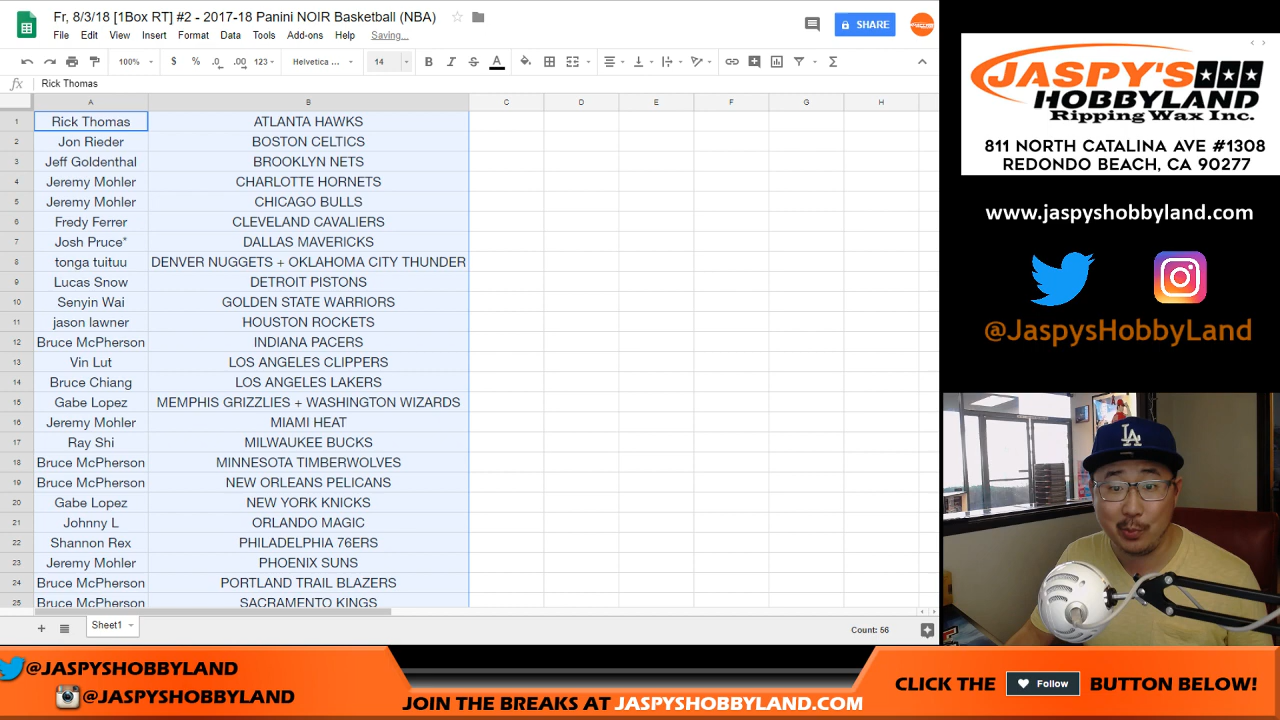 Fr, 8/3/18 [1Box RT] #2 - 2017-18 Panini NOIR Basketball (NBA)
File Edit View Insert Format Data Tools Add-ons Help Saving...
SHARE
100% $ % .0 .00 123 Helvetica ... 14 B I S A
fx Rick Thomas
A B C D E F G H
1 Rick Thomas ATLANTA HAWKS
2 Jon Rieder BOSTON CELTICS
3 Jeff Goldenthal BROOKLYN NETS
4 Jeremy Mohler CHARLOTTE HORNETS
5 Jeremy Mohler CHICAGO BULLS
6 Fredy Ferrer CLEVELAND CAVALIERS
7 Josh Pruce* DALLAS MAVERICKS
8 tonga tuituu DENVER NUGGETS + OKLAHOMA CITY THUNDER
9 Lucas Snow DETROIT PISTONS
10 Senyin Wai GOLDEN STATE WARRIORS
11 jason lawner HOUSTON ROCKETS
12 Bruce McPherson INDIANA PACERS
13 Vin Lut LOS ANGELES CLIPPERS
14 Bruce Chiang LOS ANGELES LAKERS
15 Gabe Lopez MEMPHIS GRIZZLIES + WASHINGTON WIZARDS
16 Jeremy Mohler MIAMI HEAT
17 Ray Shi MILWAUKEE BUCKS
18 Bruce McPherson MINNESOTA TIMBERWOLVES
19 Bruce McPherson NEW ORLEANS PELICANS
20 Gabe Lopez NEW YORK KNICKS
21 Johnny L ORLANDO MAGIC
22 Shannon Rex PHILADELPHIA 76ERS
23 Jeremy Mohler PHOENIX SUNS
24 Bruce McPherson PORTLAND TRAIL BLAZERS
25 Bruce McPherson SACRAMENTO KINGS
Sheet1
Count: 56
JASPY'S
HOBBYLAND
Ripping Wax Inc.
811 NORTH CATALINA AVE #1308
REDONDO BEACH, CA 90277
www.jaspyshobbyland.com
@JaspysHobbyLand
LA
@JASPYSHOBBYLAND
@JASPYSHOBBYLAND
JOIN THE BREAKS AT JASPYSHOBBYLAND.COM
CLICK THE Follow BUTTON BELOW!